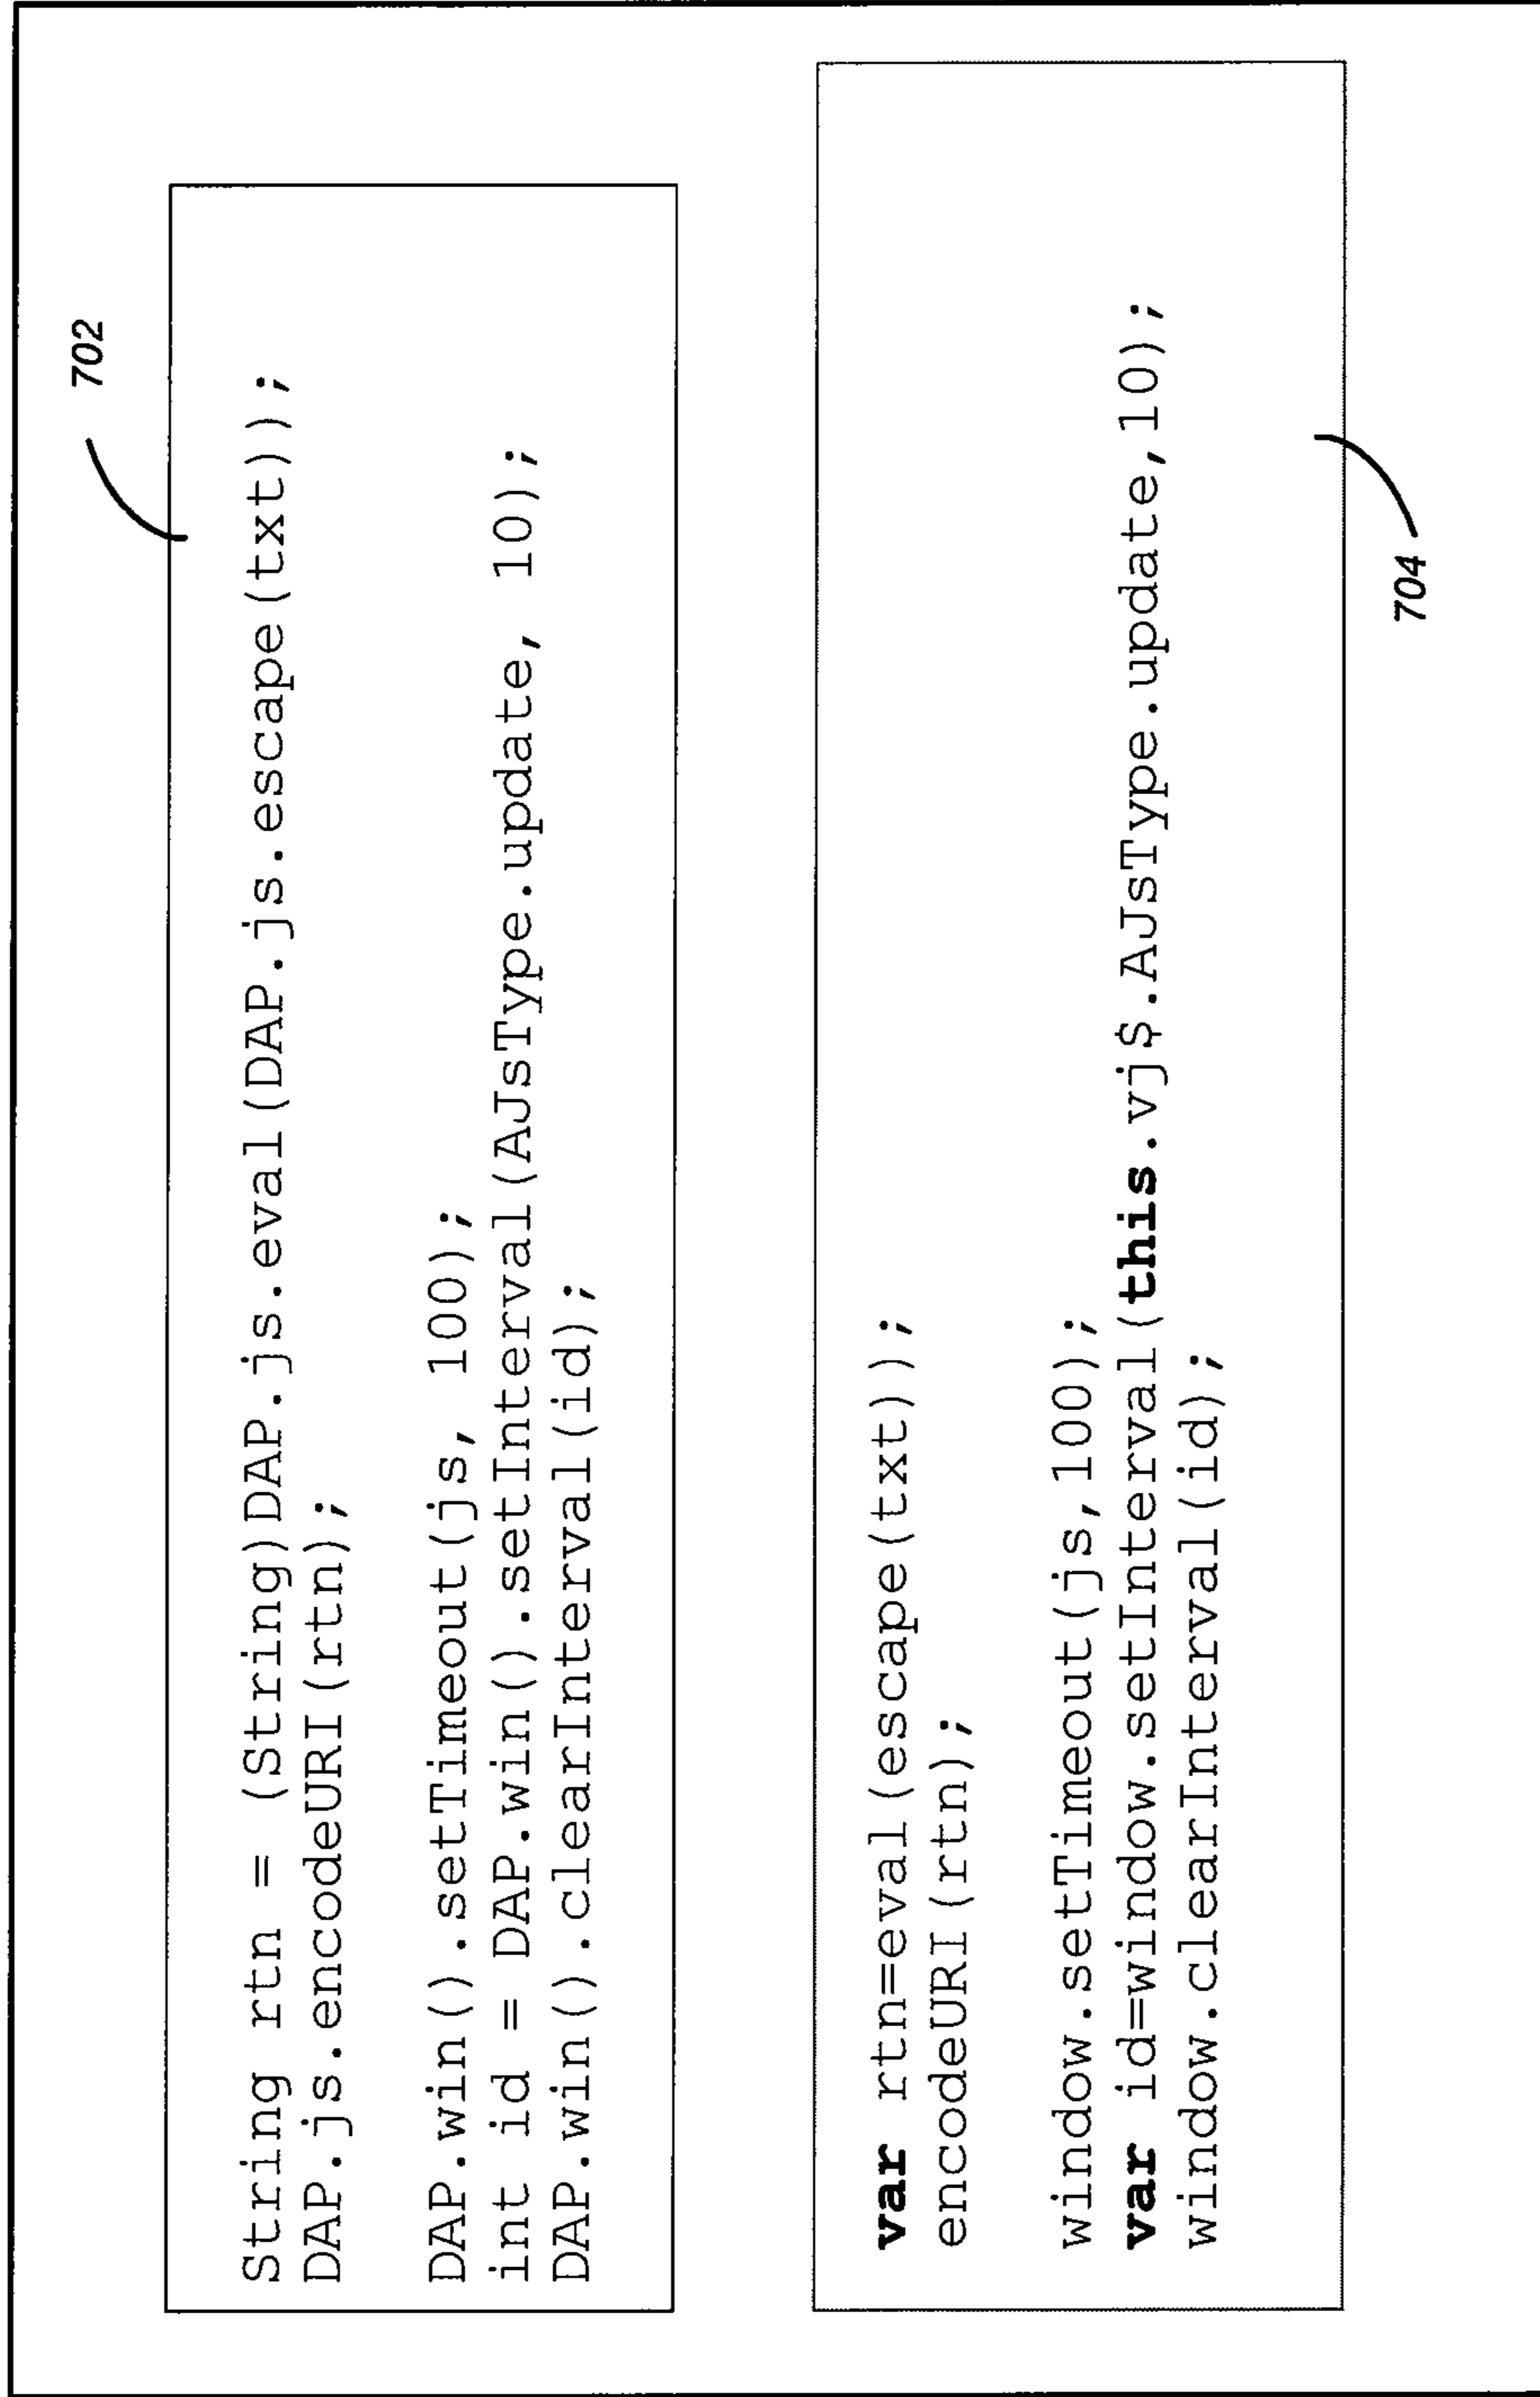 702
String rtn = (String)DAP.js.eval(DAP.js.escape(txt));
DAP.js.encodeURI(rtn);
DAP.win().setTimeout(js, 100);
int id = DAP.win().setInterval(AJsType.update, 10);
DAP.win().clearInterval(id);
var rtn=eval(escape(txt));
encodeURI(rtn);
window.setTimeout(js,100);
var id=window.setInterval(this.vj$.AJsType.update,10);
window.clearInterval(id);
704